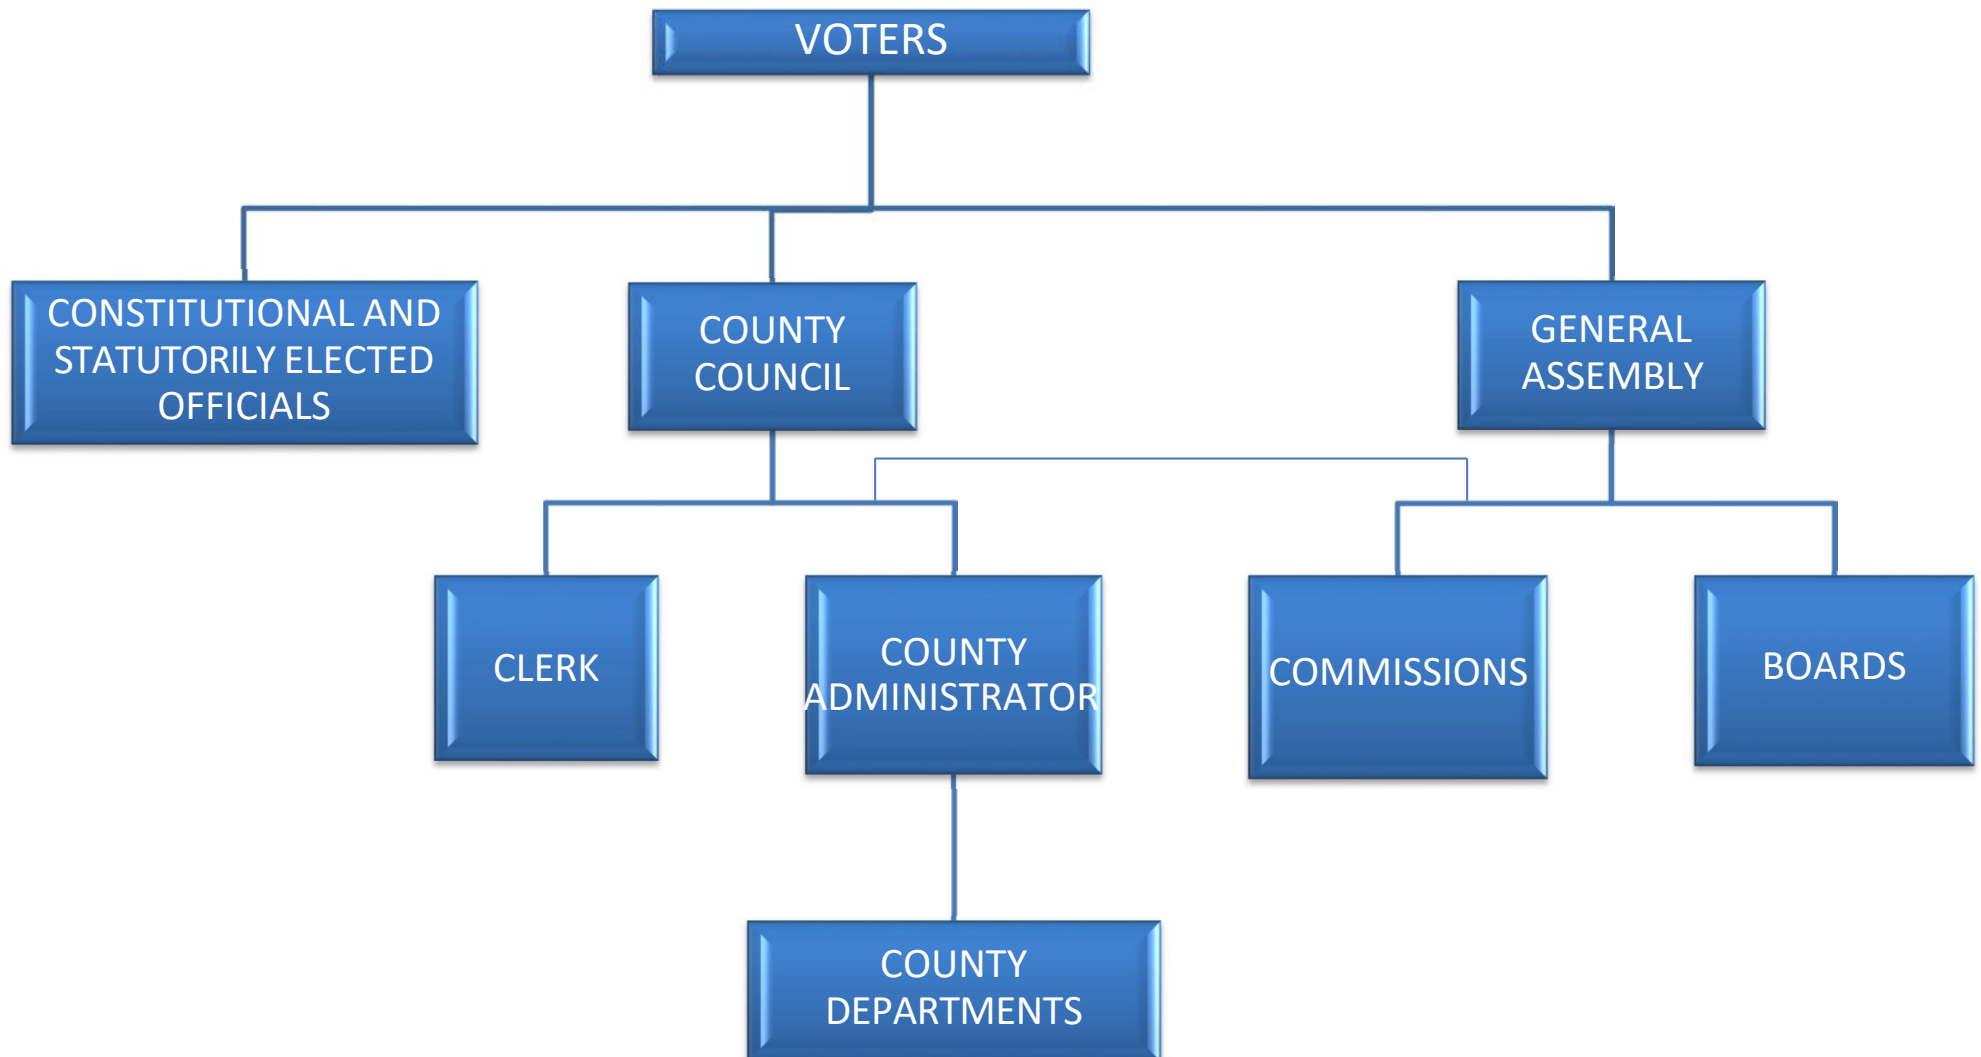 VOTERS
CONSTITUTIONAL AND
STATUTORILY ELECTED
OFFICIALS
COUNTY
COUNCIL
GENERAL
ASSEMBLY
CLERK
COUNTY
ADMINISTRATOR
COMMISSIONS
BOARDS
COUNTY
DEPARTMENTS